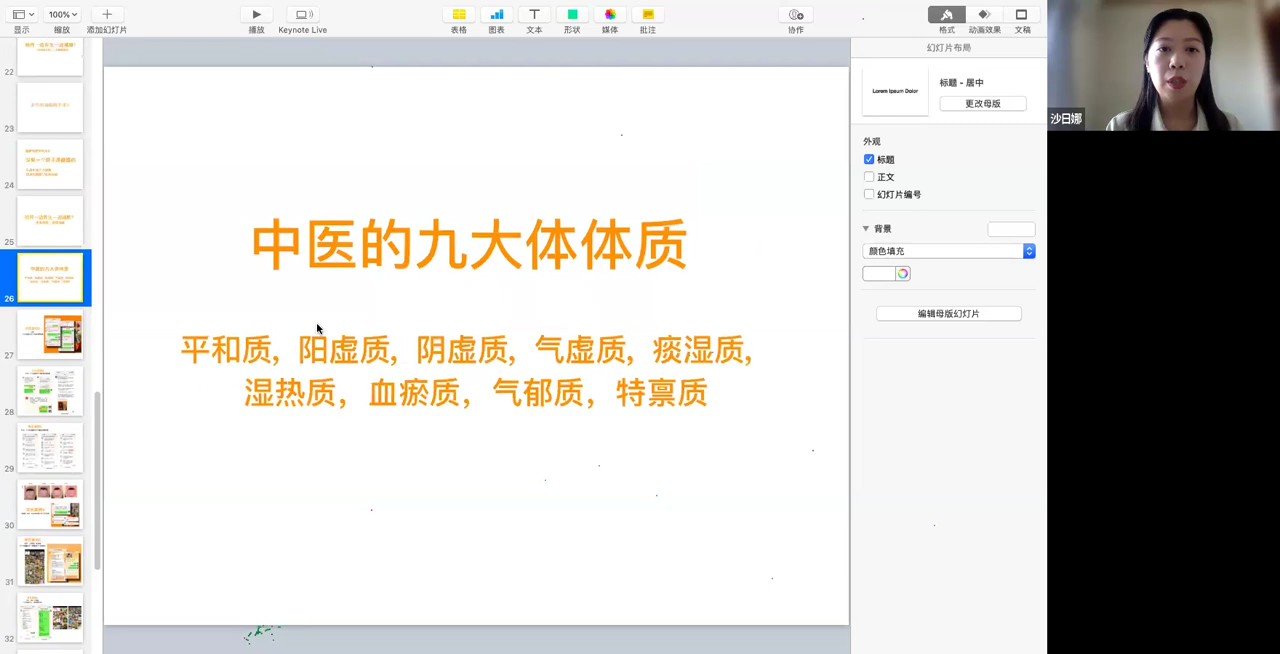 100%
显示
缩放
添加幻灯片
播放
Keynote Live
表格
图表
文本
形状
媒体
批注
协作
格式
动画效果
文稿
22
23
24
25
26
27
28
29
30
31
32
中医的九大体体质
平和质, 阳虚质, 阴虚质, 气虚质, 痰湿质,
湿热质, 血瘀质, 气郁质, 特禀质
幻灯片布局
Lorem Ipsum Dolor
标题 - 居中
更改母版
外观
标题
正文
幻灯片编号
背景
颜色填充
编辑母版幻灯片
沙日娜